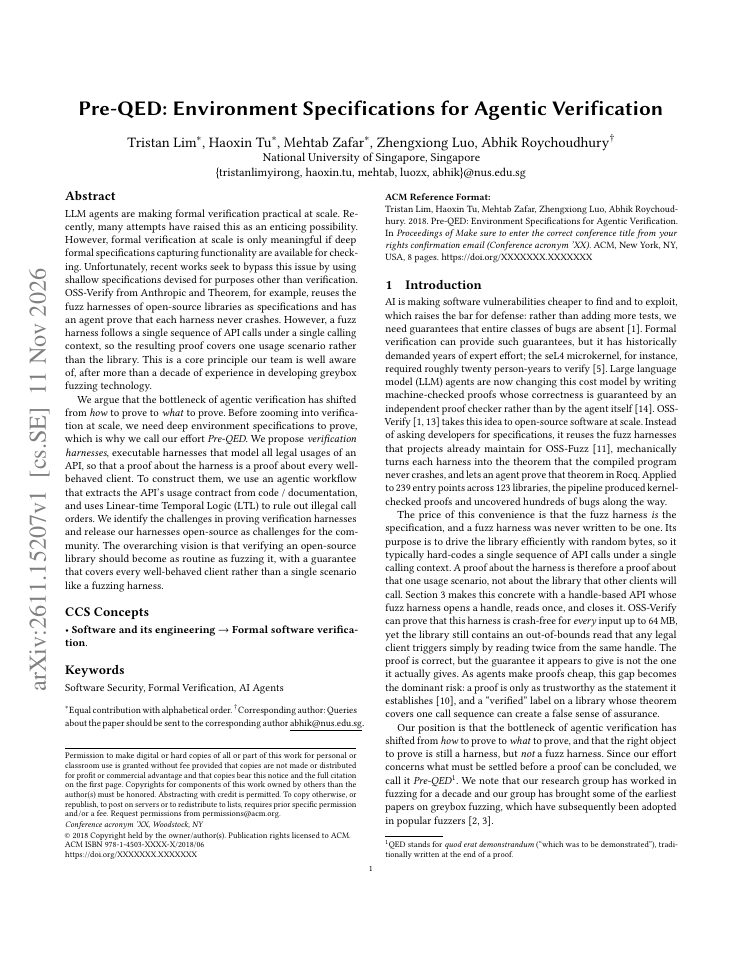 Pre-QED: Environment Specifications for Agentic Verification
Tristan Lim*, Haoxin Tu*, Mehtab Zafar*, Zhengxiong Luo, Abhik Roychoudhury†
National University of Singapore, Singapore
{tristanlimyirong, haoxin.tu, mehtab, luozx, abhik}@nus.edu.sg
arXiv:2611.15207v1 [cs.SE] 11 Nov 2026
Abstract
LLM agents are making formal verification practical at scale. Re-
cently, many attempts have raised this as an enticing possibility.
However, formal verification at scale is only meaningful if deep
formal specifications capturing functionality are available for check-
ing. Unfortunately, recent works seek to bypass this issue by using
shallow specifications devised for purposes other than verification.
OSS-Verify from Anthropic and Theorem, for example, reuses the
fuzz harnesses of open-source libraries as specifications and has
an agent prove that each harness never crashes. However, a fuzz
harness follows a single sequence of API calls under a single calling
context, so the resulting proof covers one usage scenario rather
than the library. This is a core principle our team is well aware
of, after more than a decade of experience in developing greybox
fuzzing technology.
We argue that the bottleneck of agentic verification has shifted
from how to prove to what to prove. Before zooming into verifica-
tion at scale, we need deep environment specifications to prove,
which is why we call our effort Pre-QED. We propose verification
harnesses, executable harnesses that model all legal usages of an
API, so that a proof about the harness is a proof about every well-
behaved client. To construct them, we use an agentic workflow
that extracts the API's usage contract from code / documentation,
and uses Linear-time Temporal Logic (LTL) to rule out illegal call
orders. We identify the challenges in proving verification harnesses
and release our harnesses open-source as challenges for the com-
munity. The overarching vision is that verifying an open-source
library should become as routine as fuzzing it, with a guarantee
that covers every well-behaved client rather than a single scenario
like a fuzzing harness.
CCS Concepts
• Software and its engineering → Formal software verifica-
tion.
Keywords
Software Security, Formal Verification, AI Agents
*Equal contribution with alphabetical order. †Corresponding author: Queries
about the paper should be sent to the corresponding author abhik@nus.edu.sg.
Permission to make digital or hard copies of all or part of this work for personal or
classroom use is granted without fee provided that copies are not made or distributed
for profit or commercial advantage and that copies bear this notice and the full citation
on the first page. Copyrights for components of this work owned by others than the
author(s) must be honored. Abstracting with credit is permitted. To copy otherwise, or
republish, to post on servers or to redistribute to lists, requires prior specific permission
and/or a fee. Request permissions from permissions@acm.org.
Conference acronym 'XX, Woodstock, NY
© 2018 Copyright held by the owner/author(s). Publication rights licensed to ACM.
ACM ISBN 978-1-4503-XXXX-X/2018/06
https://doi.org/XXXXXXX.XXXXXXX
ACM Reference Format:
Tristan Lim, Haoxin Tu, Mehtab Zafar, Zhengxiong Luo, Abhik Roychoud-
hury. 2018. Pre-QED: Environment Specifications for Agentic Verification.
In Proceedings of Make sure to enter the correct conference title from your
rights confirmation email (Conference acronym 'XX). ACM, New York, NY,
USA, 8 pages. https://doi.org/XXXXXXX.XXXXXXX
1 Introduction
AI is making software vulnerabilities cheaper to find and to exploit,
which raises the bar for defense: rather than adding more tests, we
need guarantees that entire classes of bugs are absent [1]. Formal
verification can provide such guarantees, but it has historically
demanded years of expert effort; the seL4 microkernel, for instance,
required roughly twenty person-years to verify [5]. Large language
model (LLM) agents are now changing this cost model by writing
machine-checked proofs whose correctness is guaranteed by an
independent proof checker rather than by the agent itself [14]. OSS-
Verify [1, 13] takes this idea to open-source software at scale. Instead
of asking developers for specifications, it reuses the fuzz harnesses
that projects already maintain for OSS-Fuzz [11], mechanically
turns each harness into the theorem that the compiled program
never crashes, and lets an agent prove that theorem in Rocq. Applied
to 239 entry points across 123 libraries, the pipeline produced kernel-
checked proofs and uncovered hundreds of bugs along the way.
The price of this convenience is that the fuzz harness is the
specification, and a fuzz harness was never written to be one. Its
purpose is to drive the library efficiently with random bytes, so it
typically hard-codes a single sequence of API calls under a single
calling context. A proof about the harness is therefore a proof about
that one usage scenario, not about the library that other clients will
call. Section 3 makes this concrete with a handle-based API whose
fuzz harness opens a handle, reads once, and closes it. OSS-Verify
can prove that this harness is crash-free for every input up to 64 MB,
yet the library still contains an out-of-bounds read that any legal
client triggers simply by reading twice from the same handle. The
proof is correct, but the guarantee it appears to give is not the one
it actually gives. As agents make proofs cheap, this gap becomes
the dominant risk: a proof is only as trustworthy as the statement it
establishes [10], and a "verified" label on a library whose theorem
covers one call sequence can create a false sense of assurance.
Our position is that the bottleneck of agentic verification has
shifted from how to prove to what to prove, and that the right object
to prove is still a harness, but not a fuzz harness. Since our effort
concerns what must be settled before a proof can be concluded, we
call it Pre-QED1. We note that our research group has worked in
fuzzing for a decade and our group has brought some of the earliest
papers on greybox fuzzing, which have subsequently been adopted
in popular fuzzers [2, 3].
1QED stands for quod erat demonstrandum ("which was to be demonstrated"), tradi-
tionally written at the end of a proof.
1